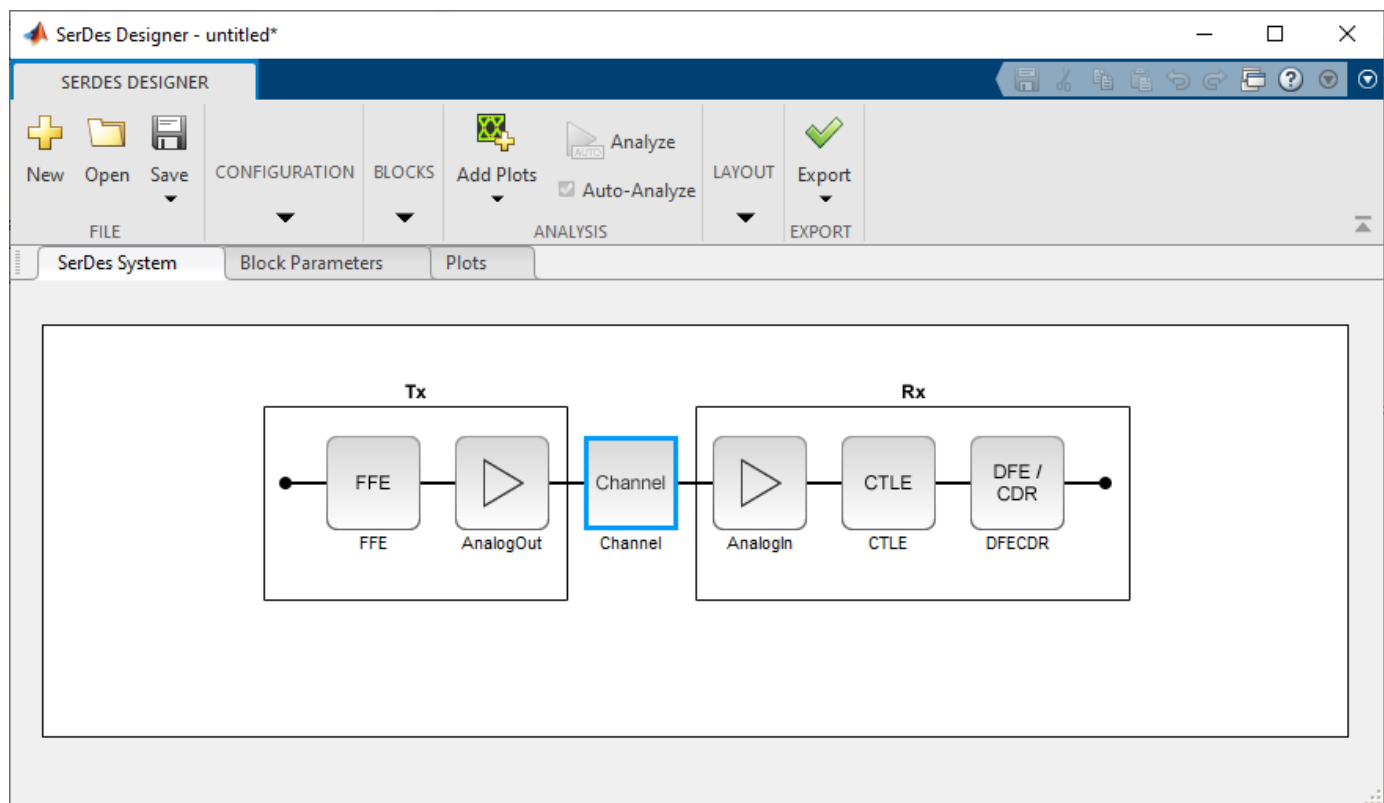 SerDes Designer - untitled*
SERDES DESIGNER
New
Open
Save
CONFIGURATION
BLOCKS
Add Plots
AUTO
Analyze
Auto-Analyze
LAYOUT
Export
FILE
ANALYSIS
EXPORT
SerDes System
Block Parameters
Plots
Tx
Rx
FFE
Channel
CTLE
DFE /
CDR
FFE
AnalogOut
Channel
AnalogIn
CTLE
DFECDR